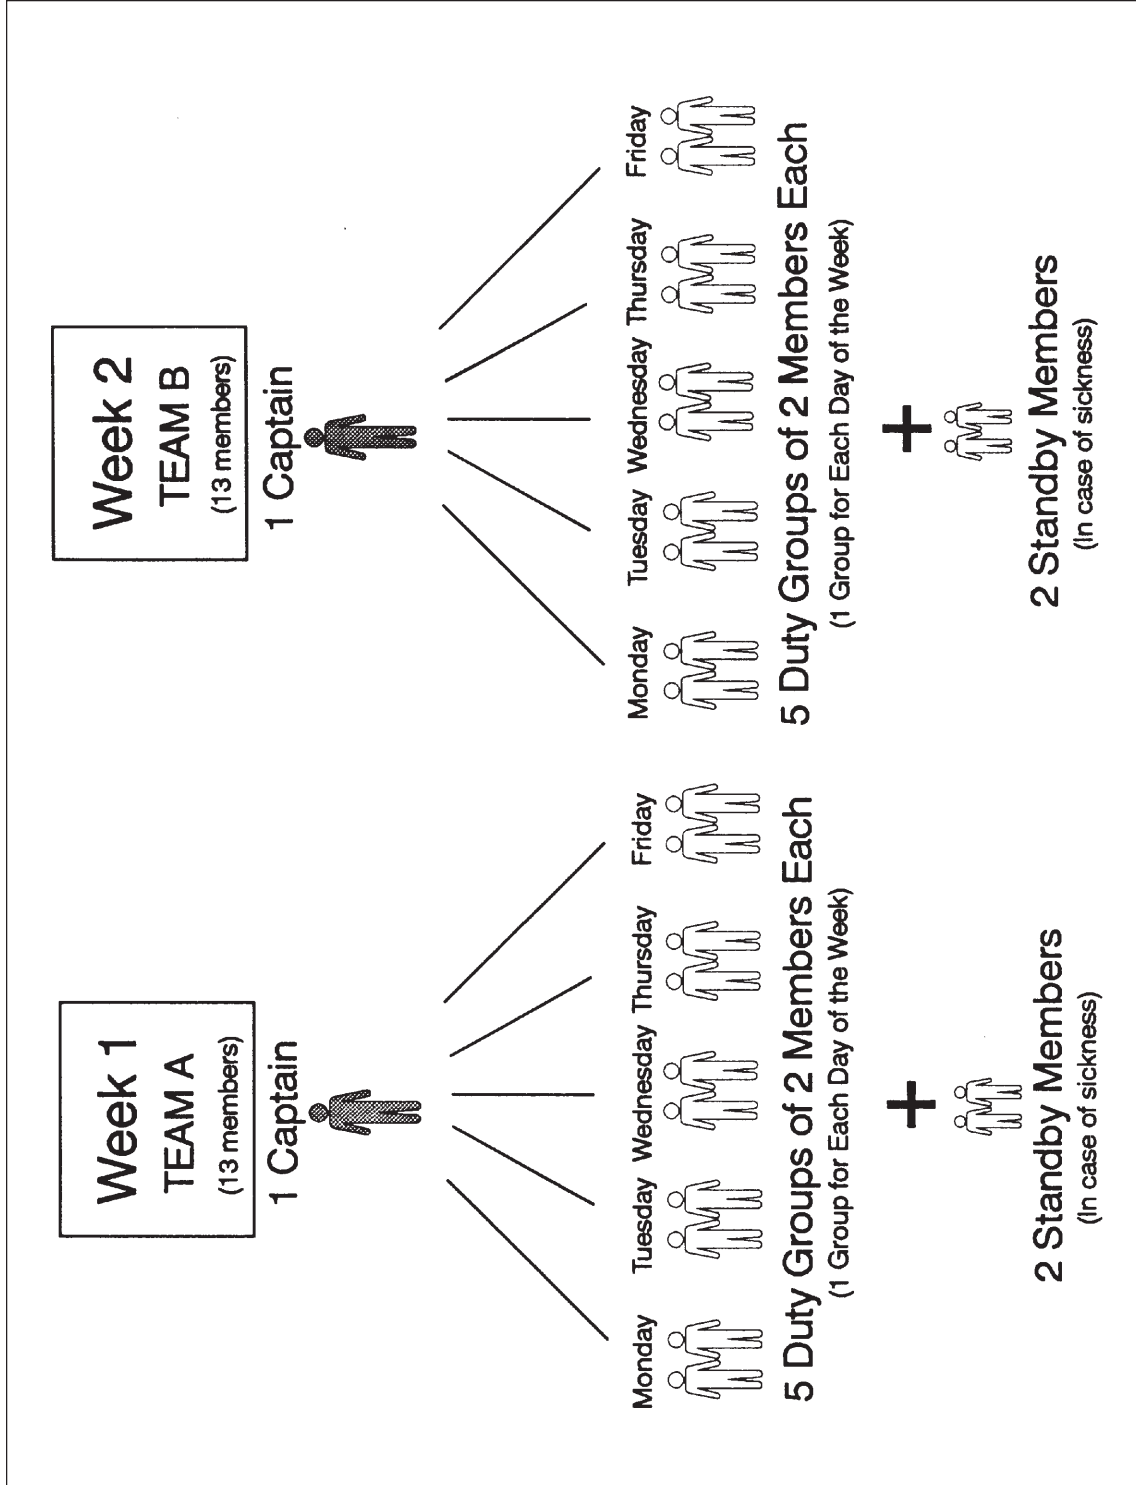 Week 1
TEAM A
(13 members)
1 Captain
Monday
Tuesday
Wednesday
Thursday
Friday
5 Duty Groups of 2 Members Each
(1 Group for Each Day of the Week)
+
2 Standby Members
(In case of sickness)
Week 2
TEAM B
(13 members)
1 Captain
Monday
Tuesday
Wednesday
Thursday
Friday
5 Duty Groups of 2 Members Each
(1 Group for Each Day of the Week)
+
2 Standby Members
(In case of sickness)